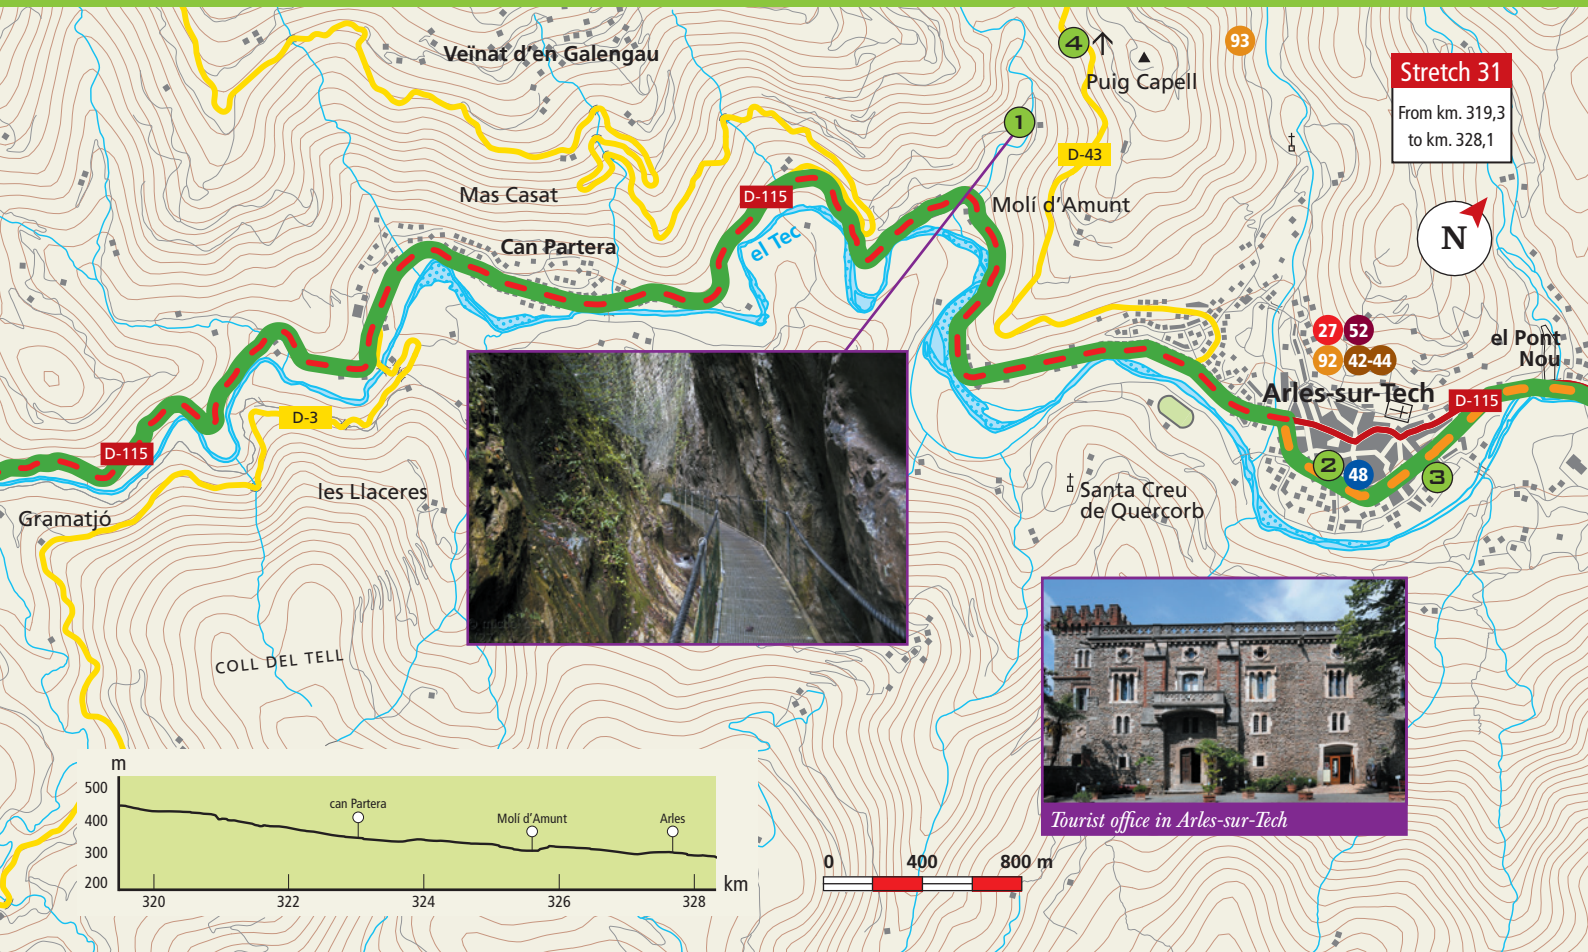 Veïnat d'en Galengau
4
93
Puig Capell
Stretch 31
From km. 319,3
to km. 328,1
1
D-43
Mas Casat
D-115
Molí d'Amunt
Can Partera
el Tec
N
27 52
92 42-44
el Pont
Nou
Arles-sur-Tech
D-115
D-3
D-115
2
48
3
les Llaceres
Santa Creu
de Quercorb
Gramatjó
COLL DEL TELL
m
500
400
300
200
can Partera
Molí d'Amunt
Arles
km
320
322
324
326
328
0 400 800 m
Tourist office in Arles-sur-Tech